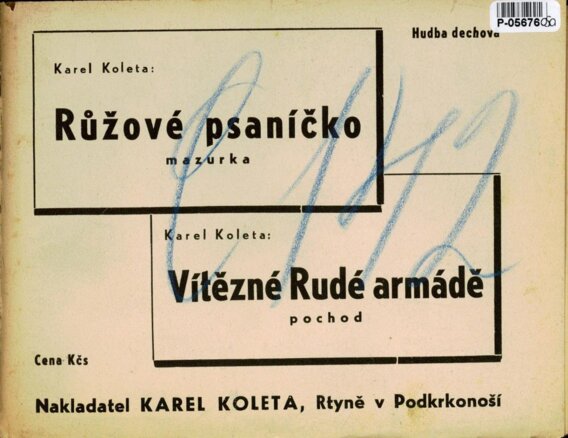 P-05676
Hudba dechová
Karel Koleta:
Růžové psaníčko
mazurka
Karel Koleta:
Vítězné Rudé armádě
pochod
Cena Kčs
Nakladatel KAREL KOLETA, Rtyně v Podkrkonoší